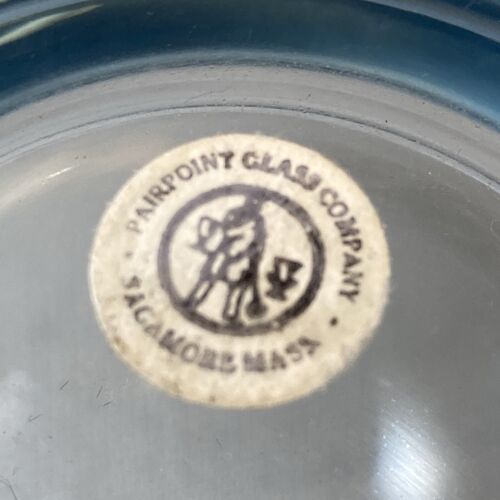 · PAIRPOINT GLASS COMPANY ·
SAGAMORE MASS